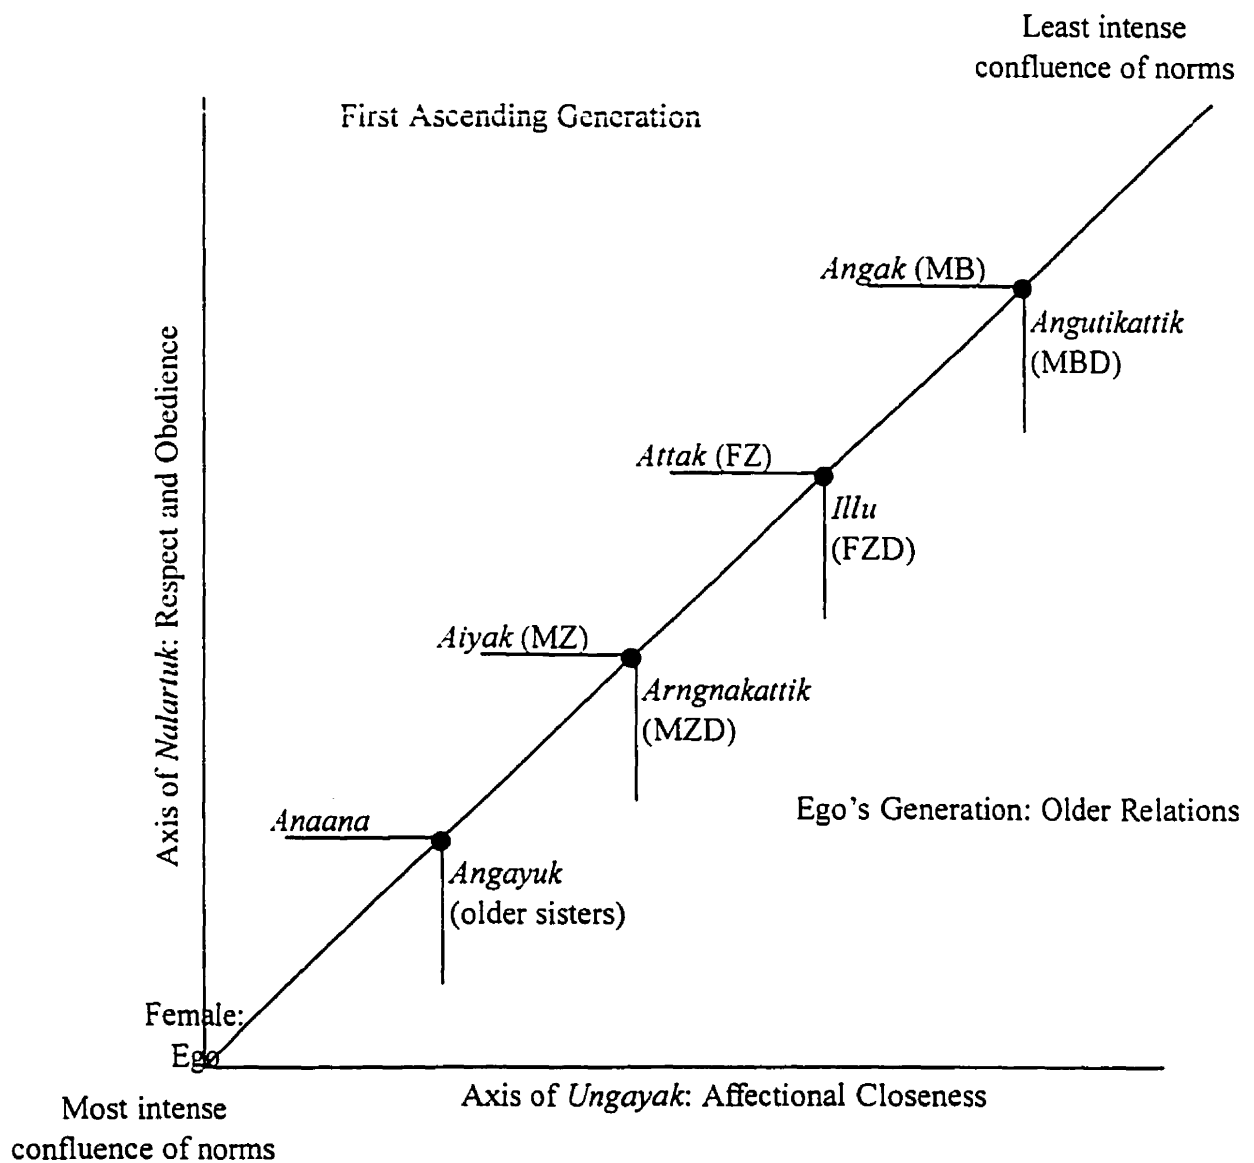 Least intense
confluence of norms
First Ascending Generation
Angak (MB)
Angutikattik
(MBD)
Axis of Nalartuk: Respect and Obedience
Attak (FZ)
Illu
(FZD)
Aiyak (MZ)
Arngnakattik
(MZD)
Ego's Generation: Older Relations
Anaana
Angayuk
(older sisters)
Female:
Ego
Axis of Ungayak: Affectional Closeness
Most intense
confluence of norms